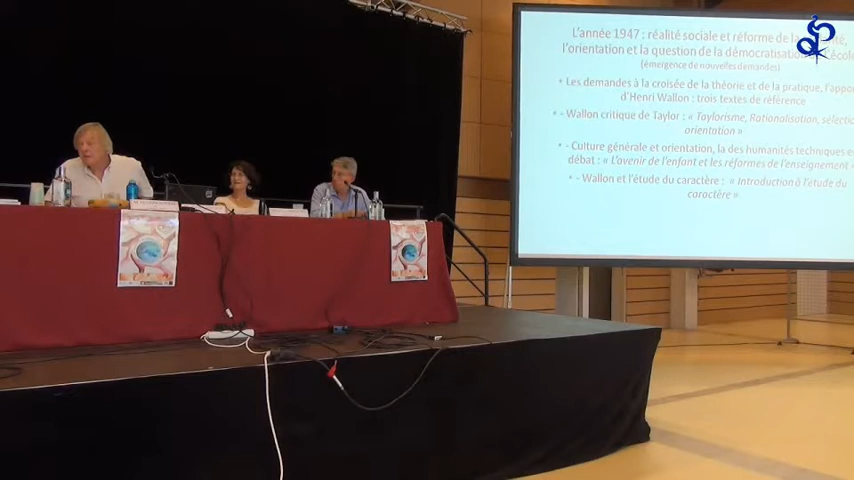 L'année 1947 : réalité sociale et réforme de la
l'orientation et la question de la démocratisation
(émergence de nouvelles demandes)
• Les Demandes à la croisée de la théorie et de la pratique, l'apport
d'Henri Wallon : trois textes de référence.
• - Wallon critique de Taylor : « Taylorisme, Rationalisation, sélection
orientation »
• - Culture générale et orientation, la des humanités techniques en
débat : « L'avenir de l'enfant et les réformes de l'enseignement »
• - Wallon et l'étude du caractère : « Introduction à l'étude du
caractère »